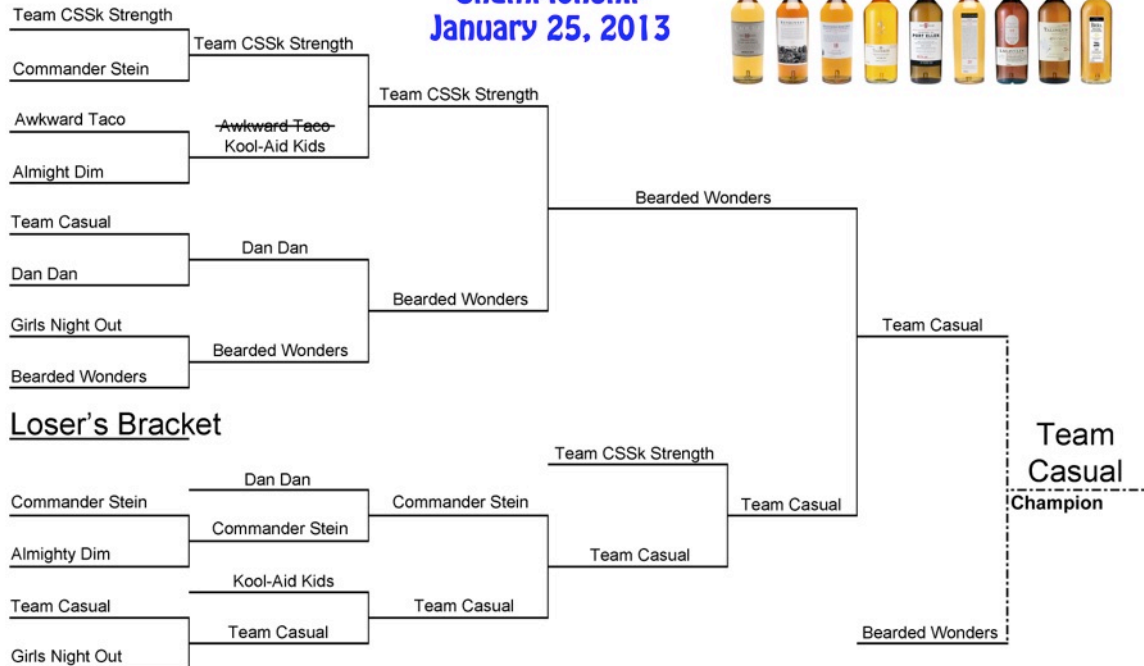 January 25, 2013
Team CSSk Strength
Team CSSk Strength
Commander Stein
Team CSSk Strength
Awkward Taco
Awkward Taco
Kool-Aid Kids
Almight Dim
Bearded Wonders
Team Casual
Dan Dan
Dan Dan
Bearded Wonders
Girls Night Out
Team Casual
Bearded Wonders
Bearded Wonders
Loser's Bracket
Team
Casual
Champion
Team CSSk Strength
Dan Dan
Commander Stein
Commander Stein
Team Casual
Commander Stein
Almighty Dim
Team Casual
Kool-Aid Kids
Team Casual
Team Casual
Team Casual
Bearded Wonders
Girls Night Out